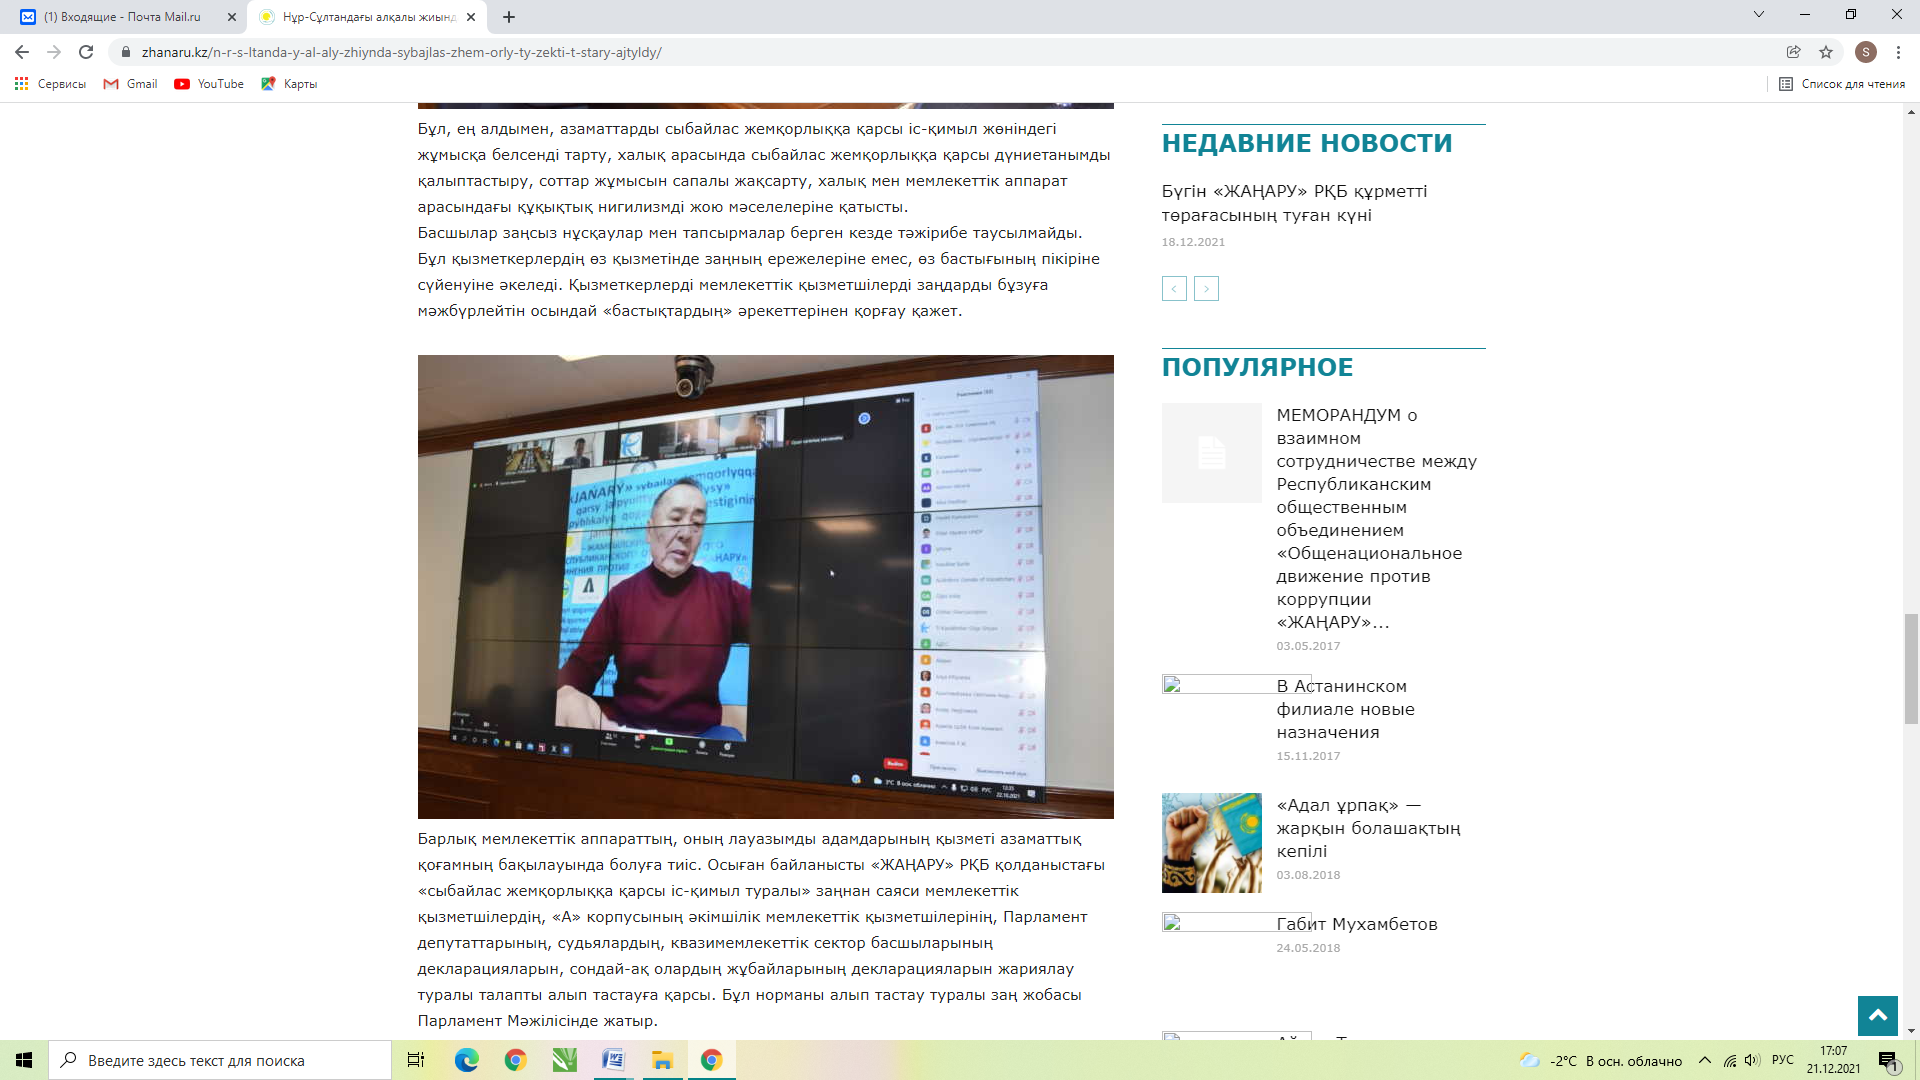 (1) Входящие - Почта Mail.ru
Нұр-Сұлтандағы алқалы жиынд
zhanaru.kz/n-r-s-ltanda-y-al-aly-zhiynda-sybajlas-zhem-orly-ty-zekti-t-stary-ajtyldy/
S
Сервисы
Gmail
YouTube
Карты
Список для чтения
Бұл, ең алдымен, азаматтарды сыбайлас жемқорлыққа қарсы іс-қимыл жөніндегі
жұмысқа белсенді тарту, халық арасында сыбайлас жемқорлыққа қарсы дүниетанымды
қалыптастыру, соттар жұмысын сапалы жақсарту, халық мен мемлекеттік аппарат
арасындағы құқықтық нигилизмді жою мәселелеріне қатысты.
Басшылар заңсыз нұсқаулар мен тапсырмалар берген кезде тәжірибе таусылмайды.
Бұл қызметкерлердің өз қызметінде заңның ережелеріне емес, өз бастығының пікіріне
сүйенуіне әкеледі. Қызметкерлерді мемлекеттік қызметшілерді заңдарды бұзуға
мәжбүрлейтін осындай «бастықтардың» әрекеттерінен қорғау қажет.
«JANARY» sybailas jemqorlyqqa
qarsy
Барлық мемлекеттік аппараттың, оның лауазымды адамдарының қызметі азаматтық
қоғамның бақылауында болуға тиіс. Осыған байланысты «ЖАҢАРУ» РҚБ қолданыстағы
«сыбайлас жемқорлыққа қарсы іс-қимыл туралы» заңнан саяси мемлекеттік
қызметшілердің, «А» корпусының әкімшілік мемлекеттік қызметшілерінің, Парламент
депутаттарының, судьялардың, квазимемлекеттік сектор басшыларының
декларацияларын, сондай-ақ олардың жұбайларының декларацияларын жариялау
туралы талапты алып тастауға қарсы. Бұл норманы алып тастау туралы заң жобасы
Парламент Мәжілісінде жатыр.
НЕДАВНИЕ НОВОСТИ
Бүгін «ЖАҢАРУ» РҚБ құрметті
төрағасының туған күні
18.12.2021
ПОПУЛЯРНОЕ
МЕМОРАНДУМ о
взаимном
сотрудничестве между
Республиканским
общественным
объединением
«Общенациональное
движение против
коррупции
«ЖАҢАРУ»...
03.05.2017
В Астанинском
филиале новые
назначения
15.11.2017
«Адал ұрпақ» —
жарқын болашақтың
кепілі
03.08.2018
Габит Мухамбетов
24.05.2018
Введите здесь текст для поиска
-2°C В осн. облачно
РУС
17:07
21.12.2021
1